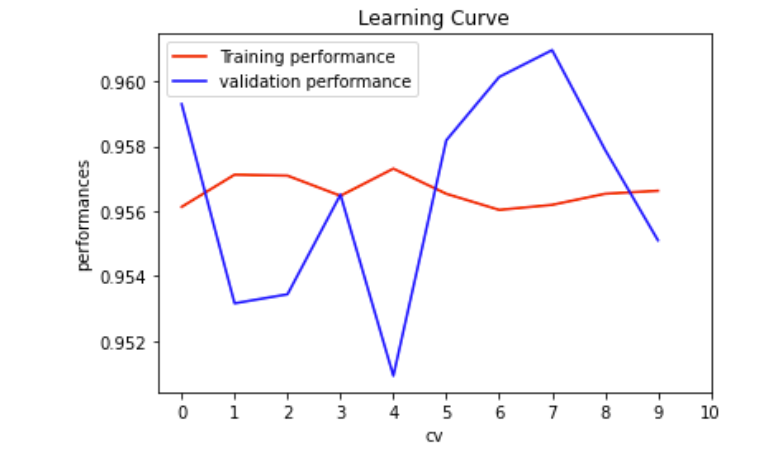 Learning Curve
Training performance
validation performance
0.960
0.958
0.956
0.954
0.952
performances
0 1 2 3 4 5 6 7 8 9 10
cv